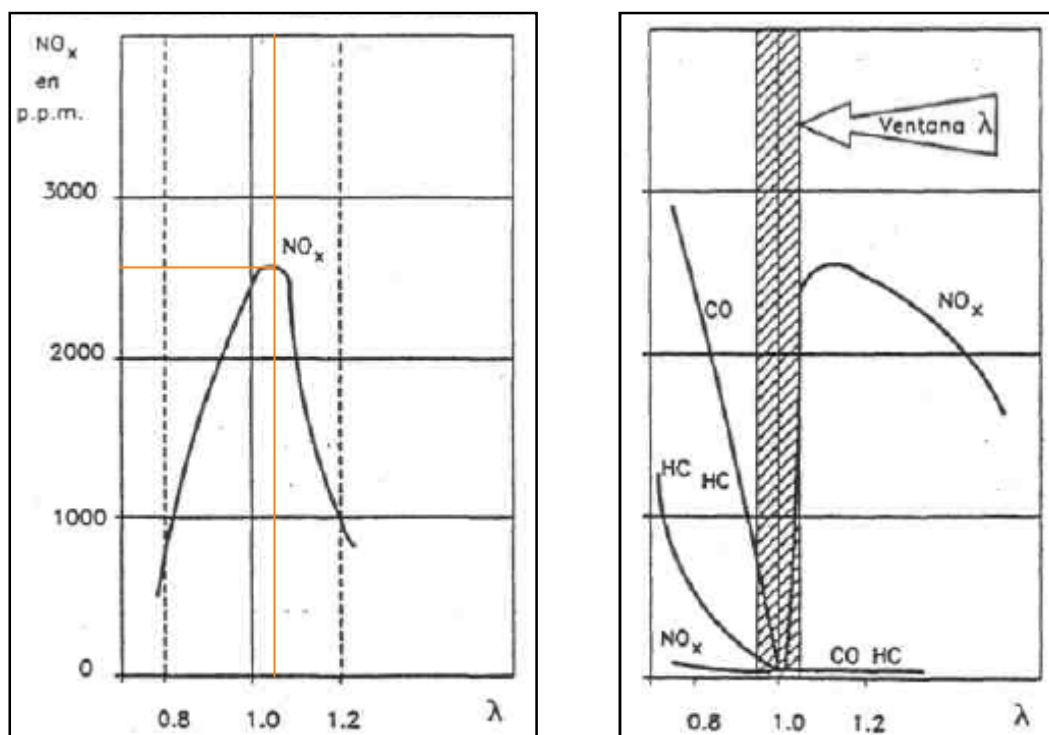 NOx
en
p.p.m.
3000
NOx
2000
1000
0
0.8
1.0
1.2
λ
Ventana λ
CO
NOx
HC
HC
NOx
CO HC
0.8
1.0
1.2
λ